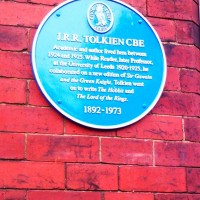 J.R.R. TOLKIEN CBE
Academic and author lived here between
1924 and 1925. While Reader, later Professor,
at the University of Leeds 1920-1925, he
collaborated on a new edition of Sir Gawain
and the Green Knight. Tolkien went
on to write The Hobbit and
The Lord of the Rings.
1892-1973